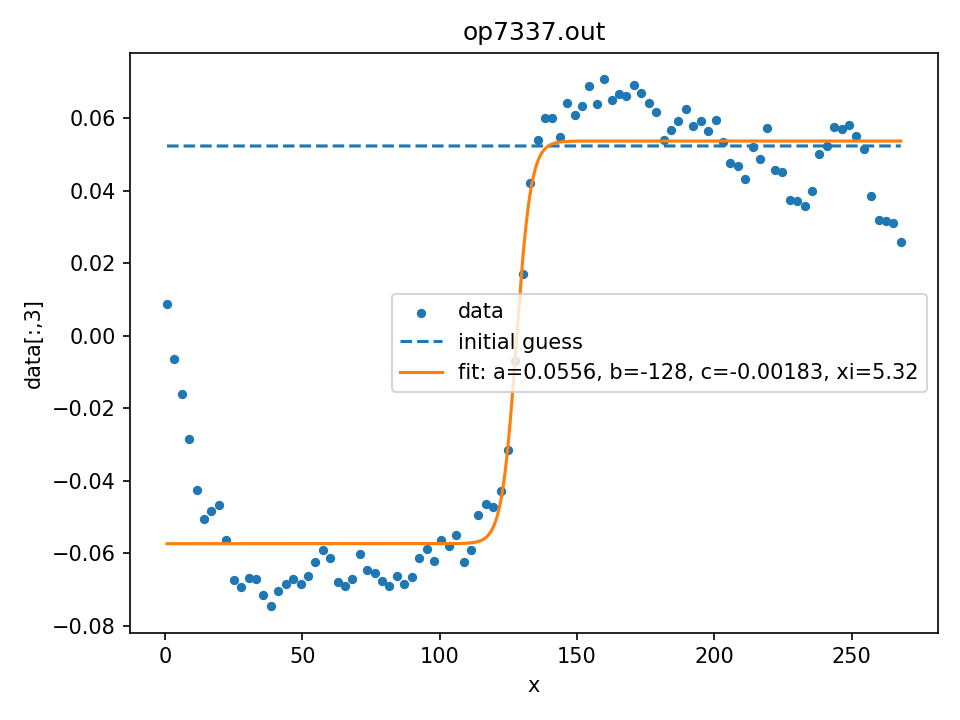 op7337.out
data[:,3]
0.06
0.04
0.02
0.00
−0.02
−0.04
−0.06
−0.08
data
initial guess
fit: a=0.0556, b=-128, c=-0.00183, xi=5.32
0 50 100 150 200 250
x